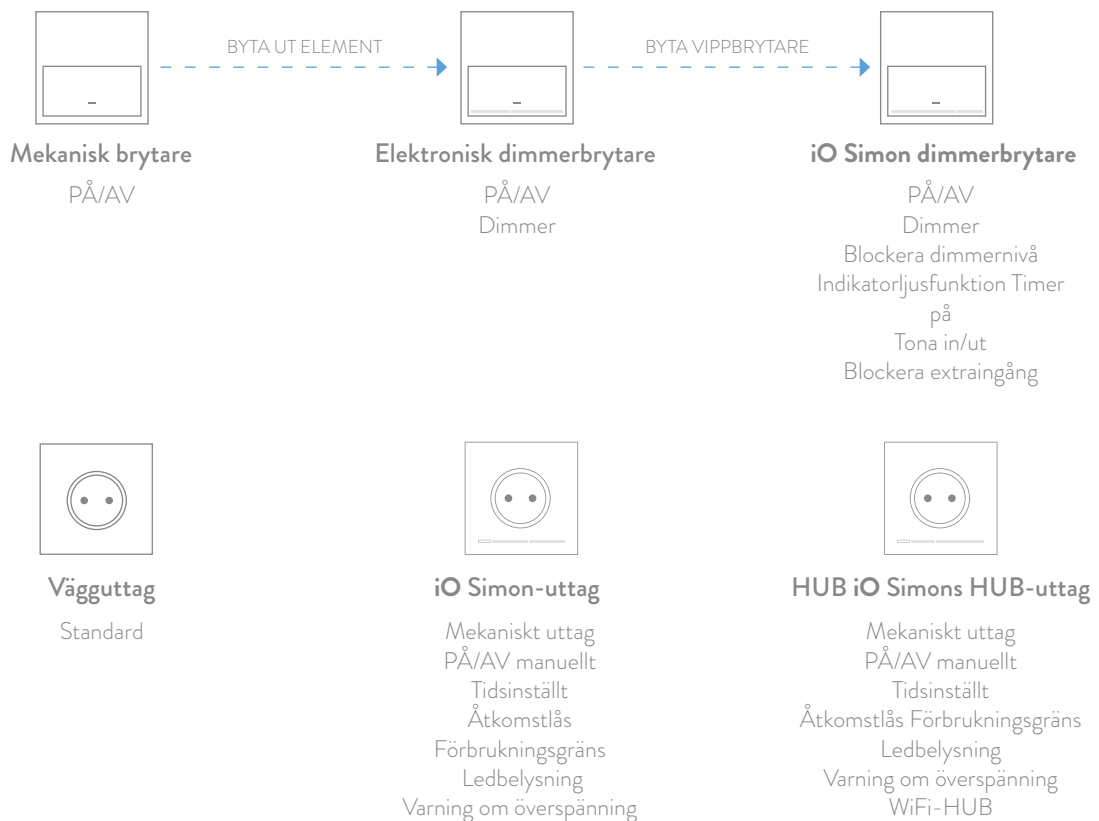 BYTA UT ELEMENT
BYTA VIPPBRYTARE
Mekanisk brytare
PÅ/AV
Elektronisk dimmerbrytare
PÅ/AV
Dimmer
iO Simon dimmerbrytare
PÅ/AV
Dimmer
Blockera dimmernivå
Indikatorljusfunktion Timer
på
Tona in/ut
Blockera extraingång
Vägguttag
Standard
iO Simon-uttag
Mekaniskt uttag
PÅ/AV manuellt
Tidsinställt
Åtkomstlås
Förbrukningsgräns
Ledbelysning
Varning om överspänning
HUB iO Simons HUB-uttag
Mekaniskt uttag
PÅ/AV manuellt
Tidsinställt
Åtkomstlås Förbrukningsgräns
Ledbelysning
Varning om överspänning
WiFi-HUB